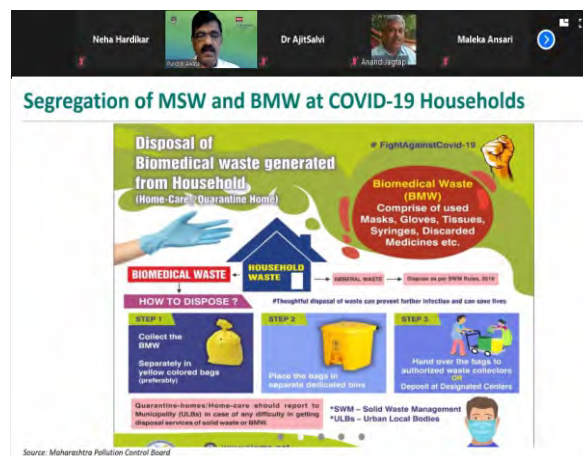 Neha Hardikar
Dr AjitSalvi
Anand Jagtap
Maleka Ansari
Segregation of MSW and BMW at COVID-19 Households
Disposal of
Biomedical waste generated
from Household
(Home-Care /Quarantine Home)
# FightAgainstCovid-19
Biomedical Waste
(BMW)
Comprise of used
Masks, Gloves, Tissues,
Syringes, Discarded
Medicines etc.
BIOMEDICAL WASTE
HOUSEHOLD
WASTE
GENERAL WASTE
Dispose as per SWM Rules, 2016
HOW TO DISPOSE ?
#Thoughtful disposal of waste can prevent further infection and can save lives
STEP 1
Collect the
BMW
Separately in
yellow colored bags
(preferably)
STEP 2
Place the bags in
separate dedicated bins
STEP 3
Hand over the bags to
authorized waste collectors
OR
Deposit at Designated Centers
Quarantine-homes/Home-care should report to
Municipality (ULBs) in case of any difficulty in getting
disposal services of solid waste or BMW.
*SWM – Solid Waste Management
*ULBs – Urban Local Bodies
Source: Maharashtra Pollution Control Board